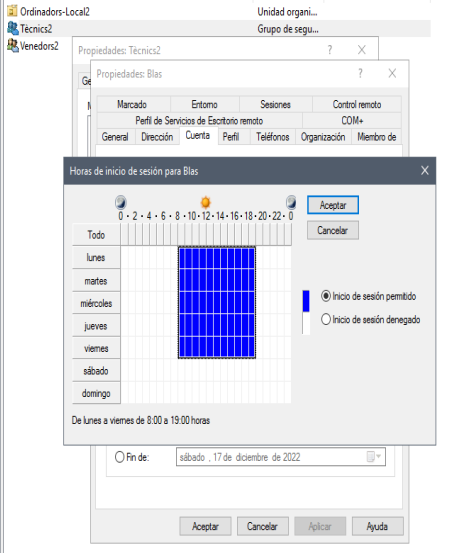 Ordinadors-Local2 Unidad organi...
Tècnics2 Grupo de segu...
Venedors2
Propiedades: Tècnics2 ? X
Propiedades: Blas ? X
Marcado Entorno Sesiones Control remoto
Perfil de Servicios de Escritorio remoto COM+
General Dirección Cuenta Perfil Teléfonos Organización Miembro de
Horas de inicio de sesión para Blas X
0 · 2 · 4 · 6 · 8 · 10 · 12 · 14 · 16 · 18 · 20 · 22 · 0
Aceptar
Cancelar
Todo
lunes
martes
miércoles
jueves
viernes
sábado
domingo
Inicio de sesión permitido
Inicio de sesión denegado
De lunes a viernes de 8:00 a 19:00 horas
Fin de: sábado , 17 de diciembre de 2022
Aceptar Cancelar Aplicar Ayuda